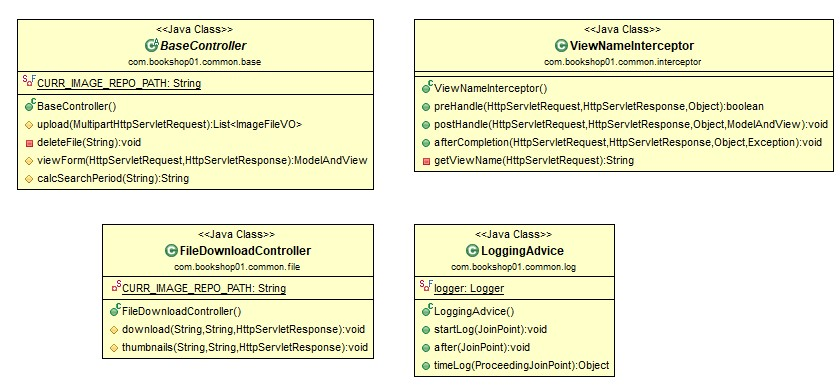 <<Java Class>>
BaseController
com.bookshop01.common.base
CURR_IMAGE_REPO_PATH: String
BaseController()
upload(MultipartHttpServletRequest):List<ImageFileVO>
deleteFile(String):void
viewForm(HttpServletRequest,HttpServletResponse):ModelAndView
calcSearchPeriod(String):String
<<Java Class>>
ViewNameInterceptor
com.bookshop01.common.interceptor
ViewNameInterceptor()
preHandle(HttpServletRequest,HttpServletResponse,Object):boolean
postHandle(HttpServletRequest,HttpServletResponse,Object,ModelAndView):void
afterCompletion(HttpServletRequest,HttpServletResponse,Object,Exception):void
getViewName(HttpServletRequest):String
<<Java Class>>
FileDownloadController
com.bookshop01.common.file
CURR_IMAGE_REPO_PATH: String
FileDownloadController()
download(String,String,HttpServletResponse):void
thumbnails(String,String,HttpServletResponse):void
<<Java Class>>
LoggingAdvice
com.bookshop01.common.log
logger: Logger
LoggingAdvice()
startLog(JoinPoint):void
after(JoinPoint):void
timeLog(ProceedingJoinPoint):Object